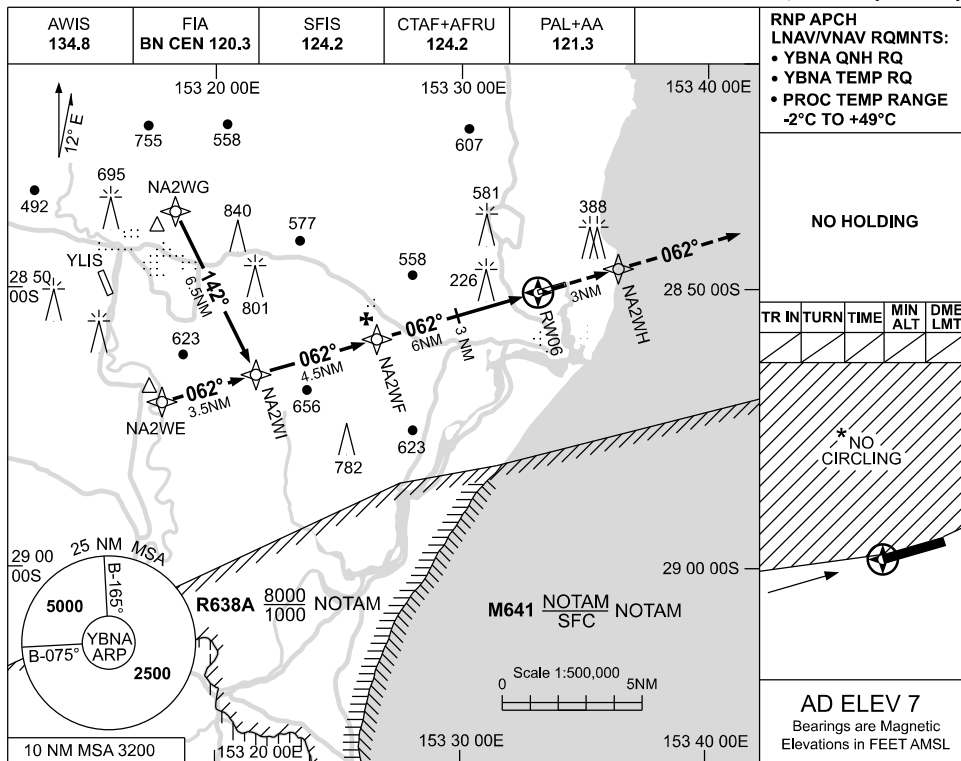 AWIS
134.8
FIA
BN CEN 120.3
SFIS
124.2
CTAF+AFRU
124.2
PAL+AA
121.3
RNP APCH
LNAV/VNAV RQMNTS:
• YBNA QNH RQ
• YBNA TEMP RQ
• PROC TEMP RANGE
-2°C TO +49°C
153 20 00E
153 30 00E
153 40 00E
12° E
755
558
607
492
695
NA2WG
840
577
581
388
NO HOLDING
YLIS
142°
6.5NM
801
558
226
062°
28 50
00S
28 50 00S
3NM
NA2WH
RW06
3 NM
062°
6NM
NA2WF
062°
4.5NM
NA2WI
623
062°
3.5NM
NA2WE
656
782
623
TR IN
TURN
TIME
MIN
ALT
DME
LMT
* NO
CIRCLING
29 00
00S
29 00 00S
25 NM MSA
B-165°
5000
YBNA
ARP
B-075°
2500
R638A 8000
1000 NOTAM
M641 NOTAM
SFC NOTAM
Scale 1:500,000
0
5NM
10 NM MSA 3200
153 20 00E
153 30 00E
153 40 00E
AD ELEV 7
Bearings are Magnetic
Elevations in FEET AMSL